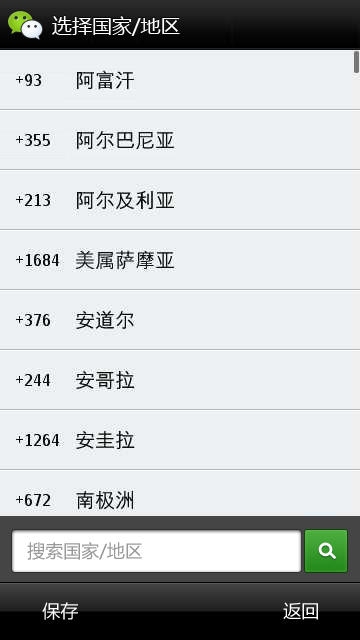 选择国家/地区
+93 阿富汗
+355 阿尔巴尼亚
+213 阿尔及利亚
+1684 美属萨摩亚
+376 安道尔
+244 安哥拉
+1264 安圭拉
+672 南极洲
搜索国家/地区
保存 返回